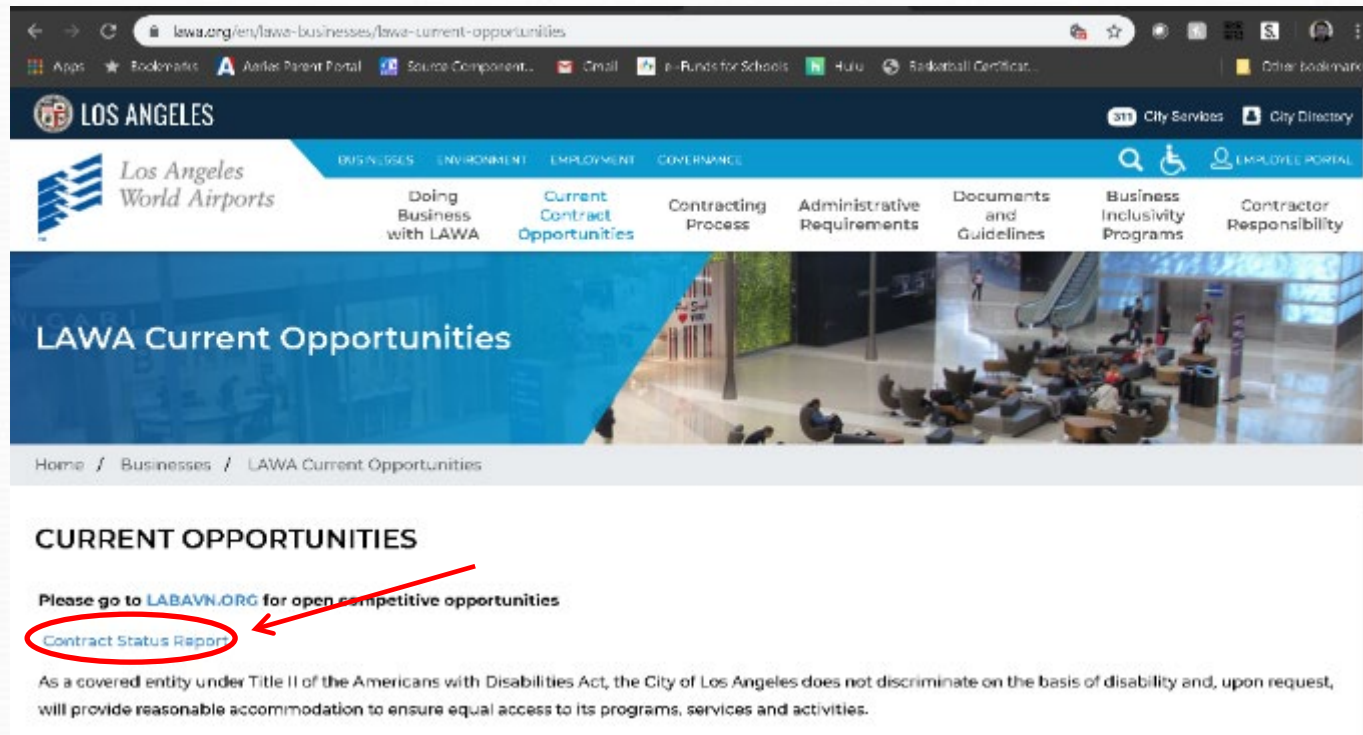 lawa.org/en/lawa-businesses/lawa-current-opportunities
Apps Bookmarks Aeries Parent Portal Source Component... Gmail e-Funds for Schools Hulu Basketball Certificat... Other bookmark
LOS ANGELES
311 City Services City Directory
Los Angeles
World Airports
BUSINESSES ENVIRONMENT EMPLOYMENT GOVERNANCE
EMPLOYEE PORTAL
Doing
Business
with LAWA
Current
Contract
Opportunities
Contracting
Process
Administrative
Requirements
Documents
and
Guidelines
Business
Inclusivity
Programs
Contractor
Responsibility
LAWA Current Opportunities
Home / Businesses / LAWA Current Opportunities
CURRENT OPPORTUNITIES
Please go to LABAVN.ORG for open competitive opportunities
Contract Status Report
As a covered entity under Title II of the Americans with Disabilities Act, the City of Los Angeles does not discriminate on the basis of disability and, upon request,
will provide reasonable accommodation to ensure equal access to its programs, services and activities.